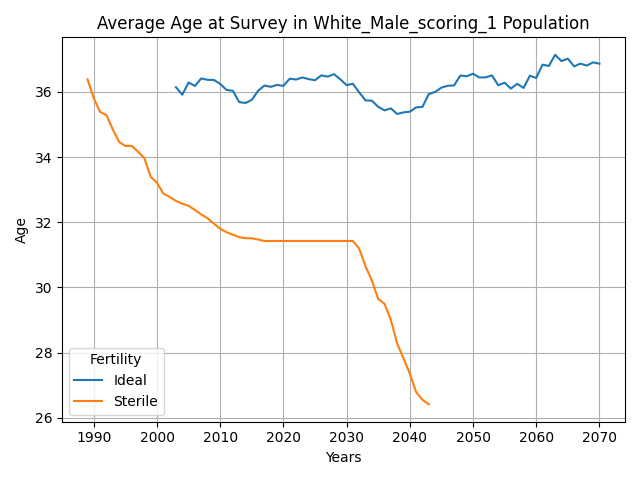 Average Age at Survey in White_Male_scoring_1 Population
Age
36
34
32
30
28
26
Fertility
Ideal
Sterile
1990 2000 2010 2020 2030 2040 2050 2060 2070
Years